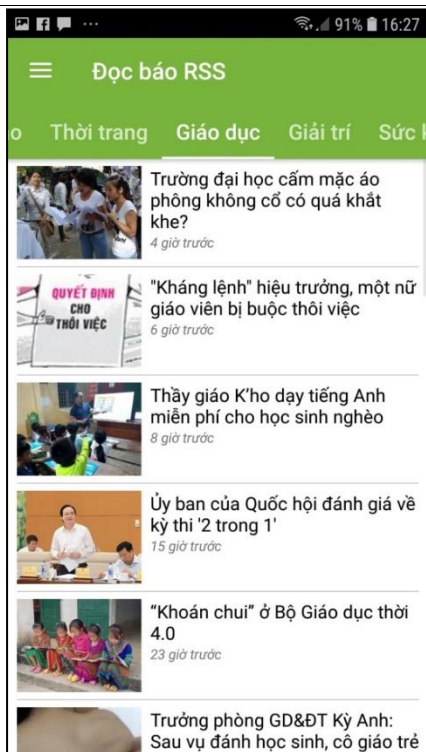 91% 16:27
Đọc báo RSS
o Thời trang Giáo dục Giải trí Sức k
Trường đại học cấm mặc áo
phông không cổ có quá khắt
khe?
4 giờ trước
QUYẾT ĐỊNH
CHO
THÔI VIỆC
"Kháng lệnh" hiệu trưởng, một nữ
giáo viên bị buộc thôi việc
6 giờ trước
Thầy giáo K'ho dạy tiếng Anh
miễn phí cho học sinh nghèo
8 giờ trước
Ủy ban của Quốc hội đánh giá về
kỳ thi '2 trong 1'
15 giờ trước
“Khoán chui” ở Bộ Giáo dục thời
4.0
23 giờ trước
Trưởng phòng GD&ĐT Kỳ Anh:
Sau vụ đánh học sinh, cô giáo trẻ